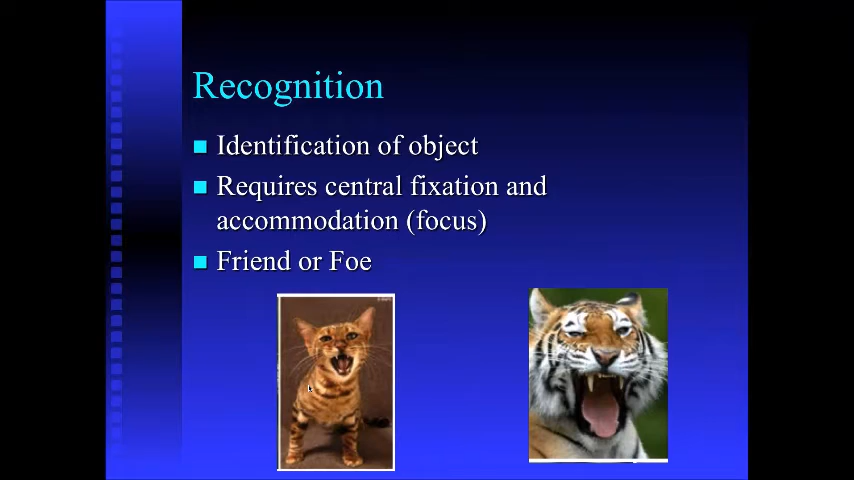 Recognition
Identification of object
Requires central fixation and
accommodation (focus)
Friend or Foe